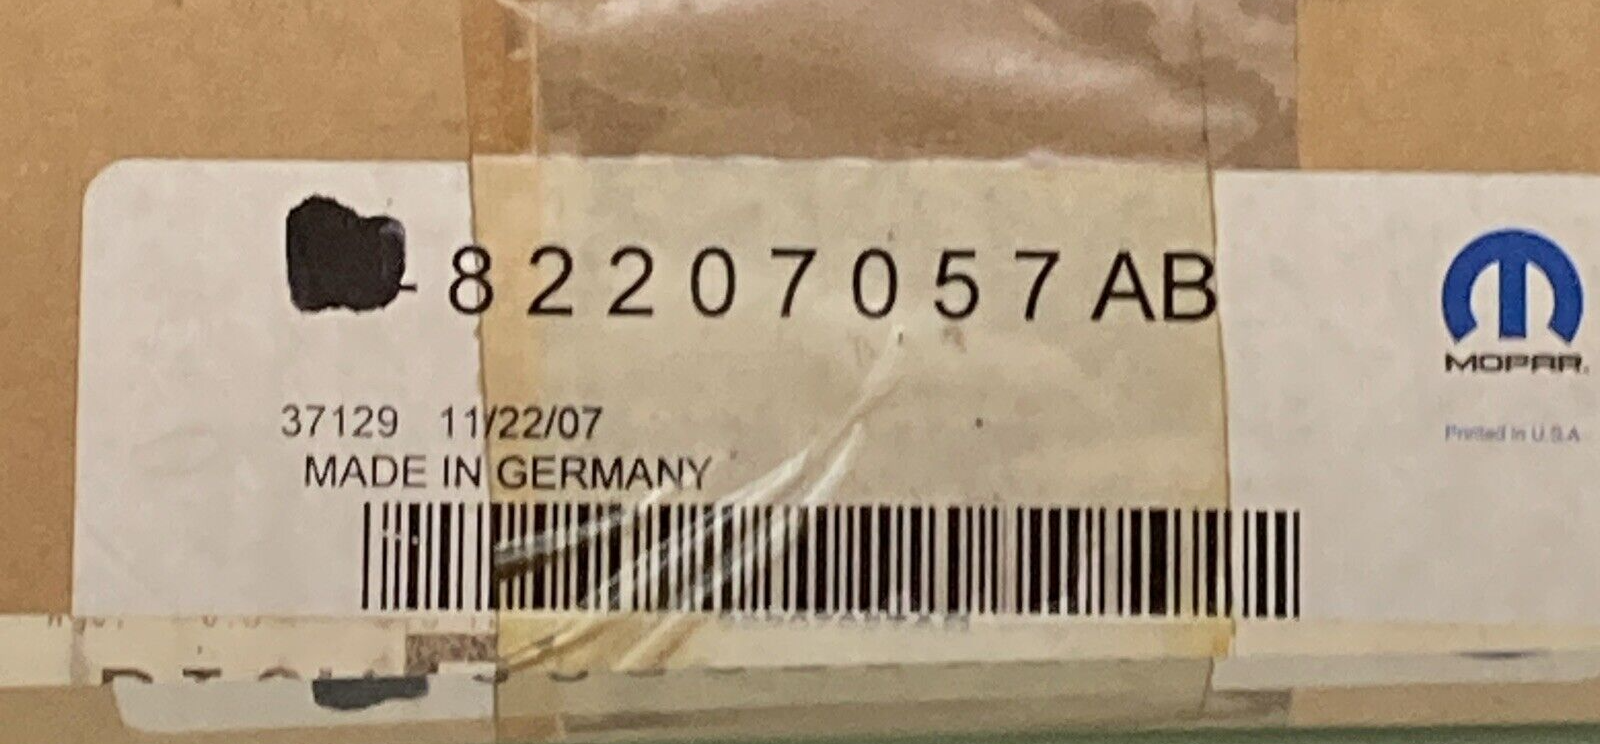 82207057AB
MOPAR.
37129 11/22/07
Printed in U.S.A
MADE IN GERMANY